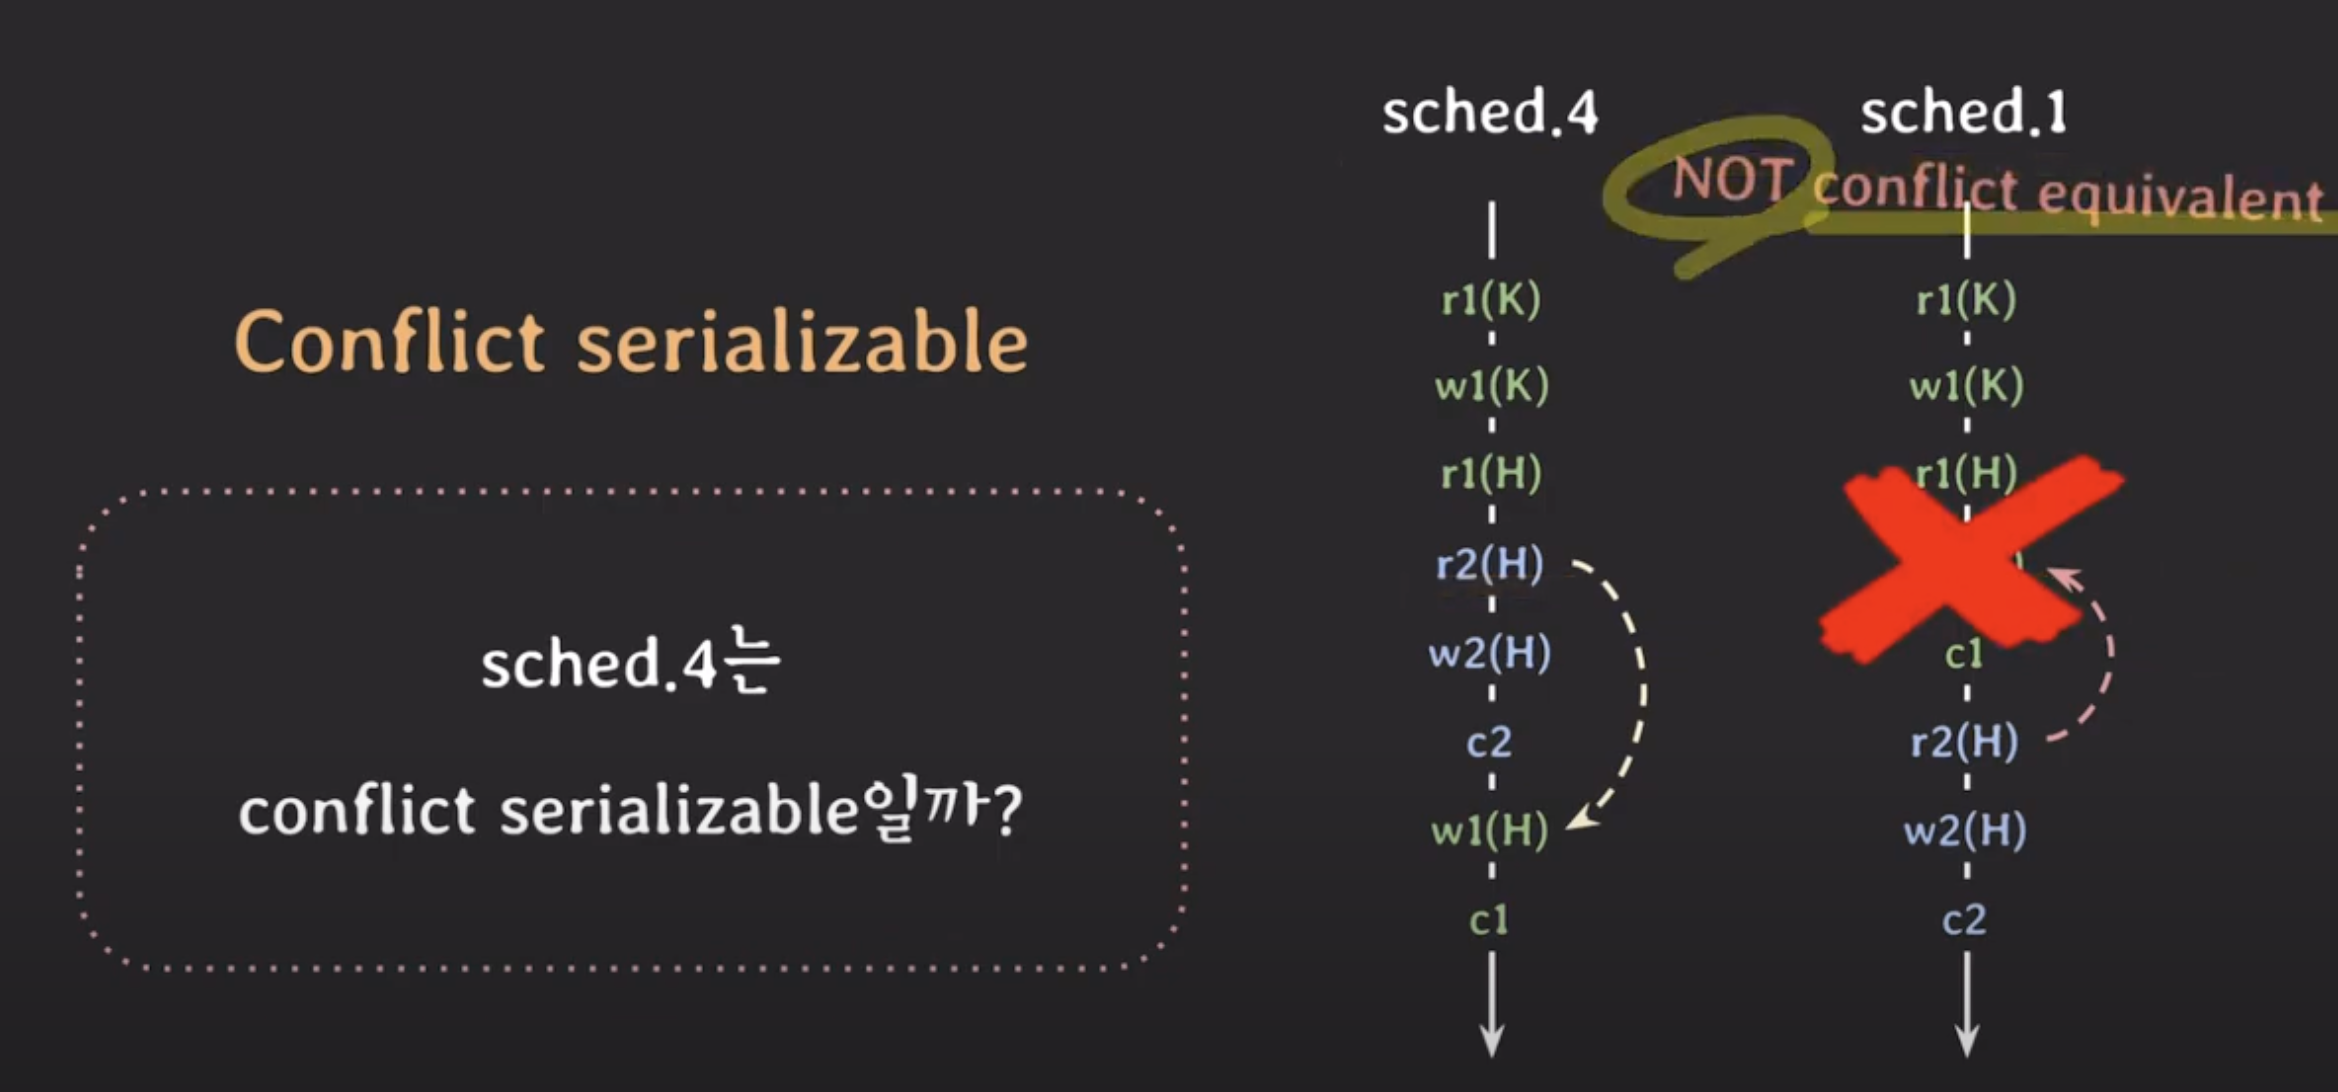 Conflict serializable
sched.4는
conflict serializable일까?
sched.4
r1(K)
w1(K)
r1(H)
r2(H)
w2(H)
c2
w1(H)
c1
sched.1
NOT conflict equivalent
r1(K)
w1(K)
r1(H)
)
c1
r2(H)
w2(H)
c2